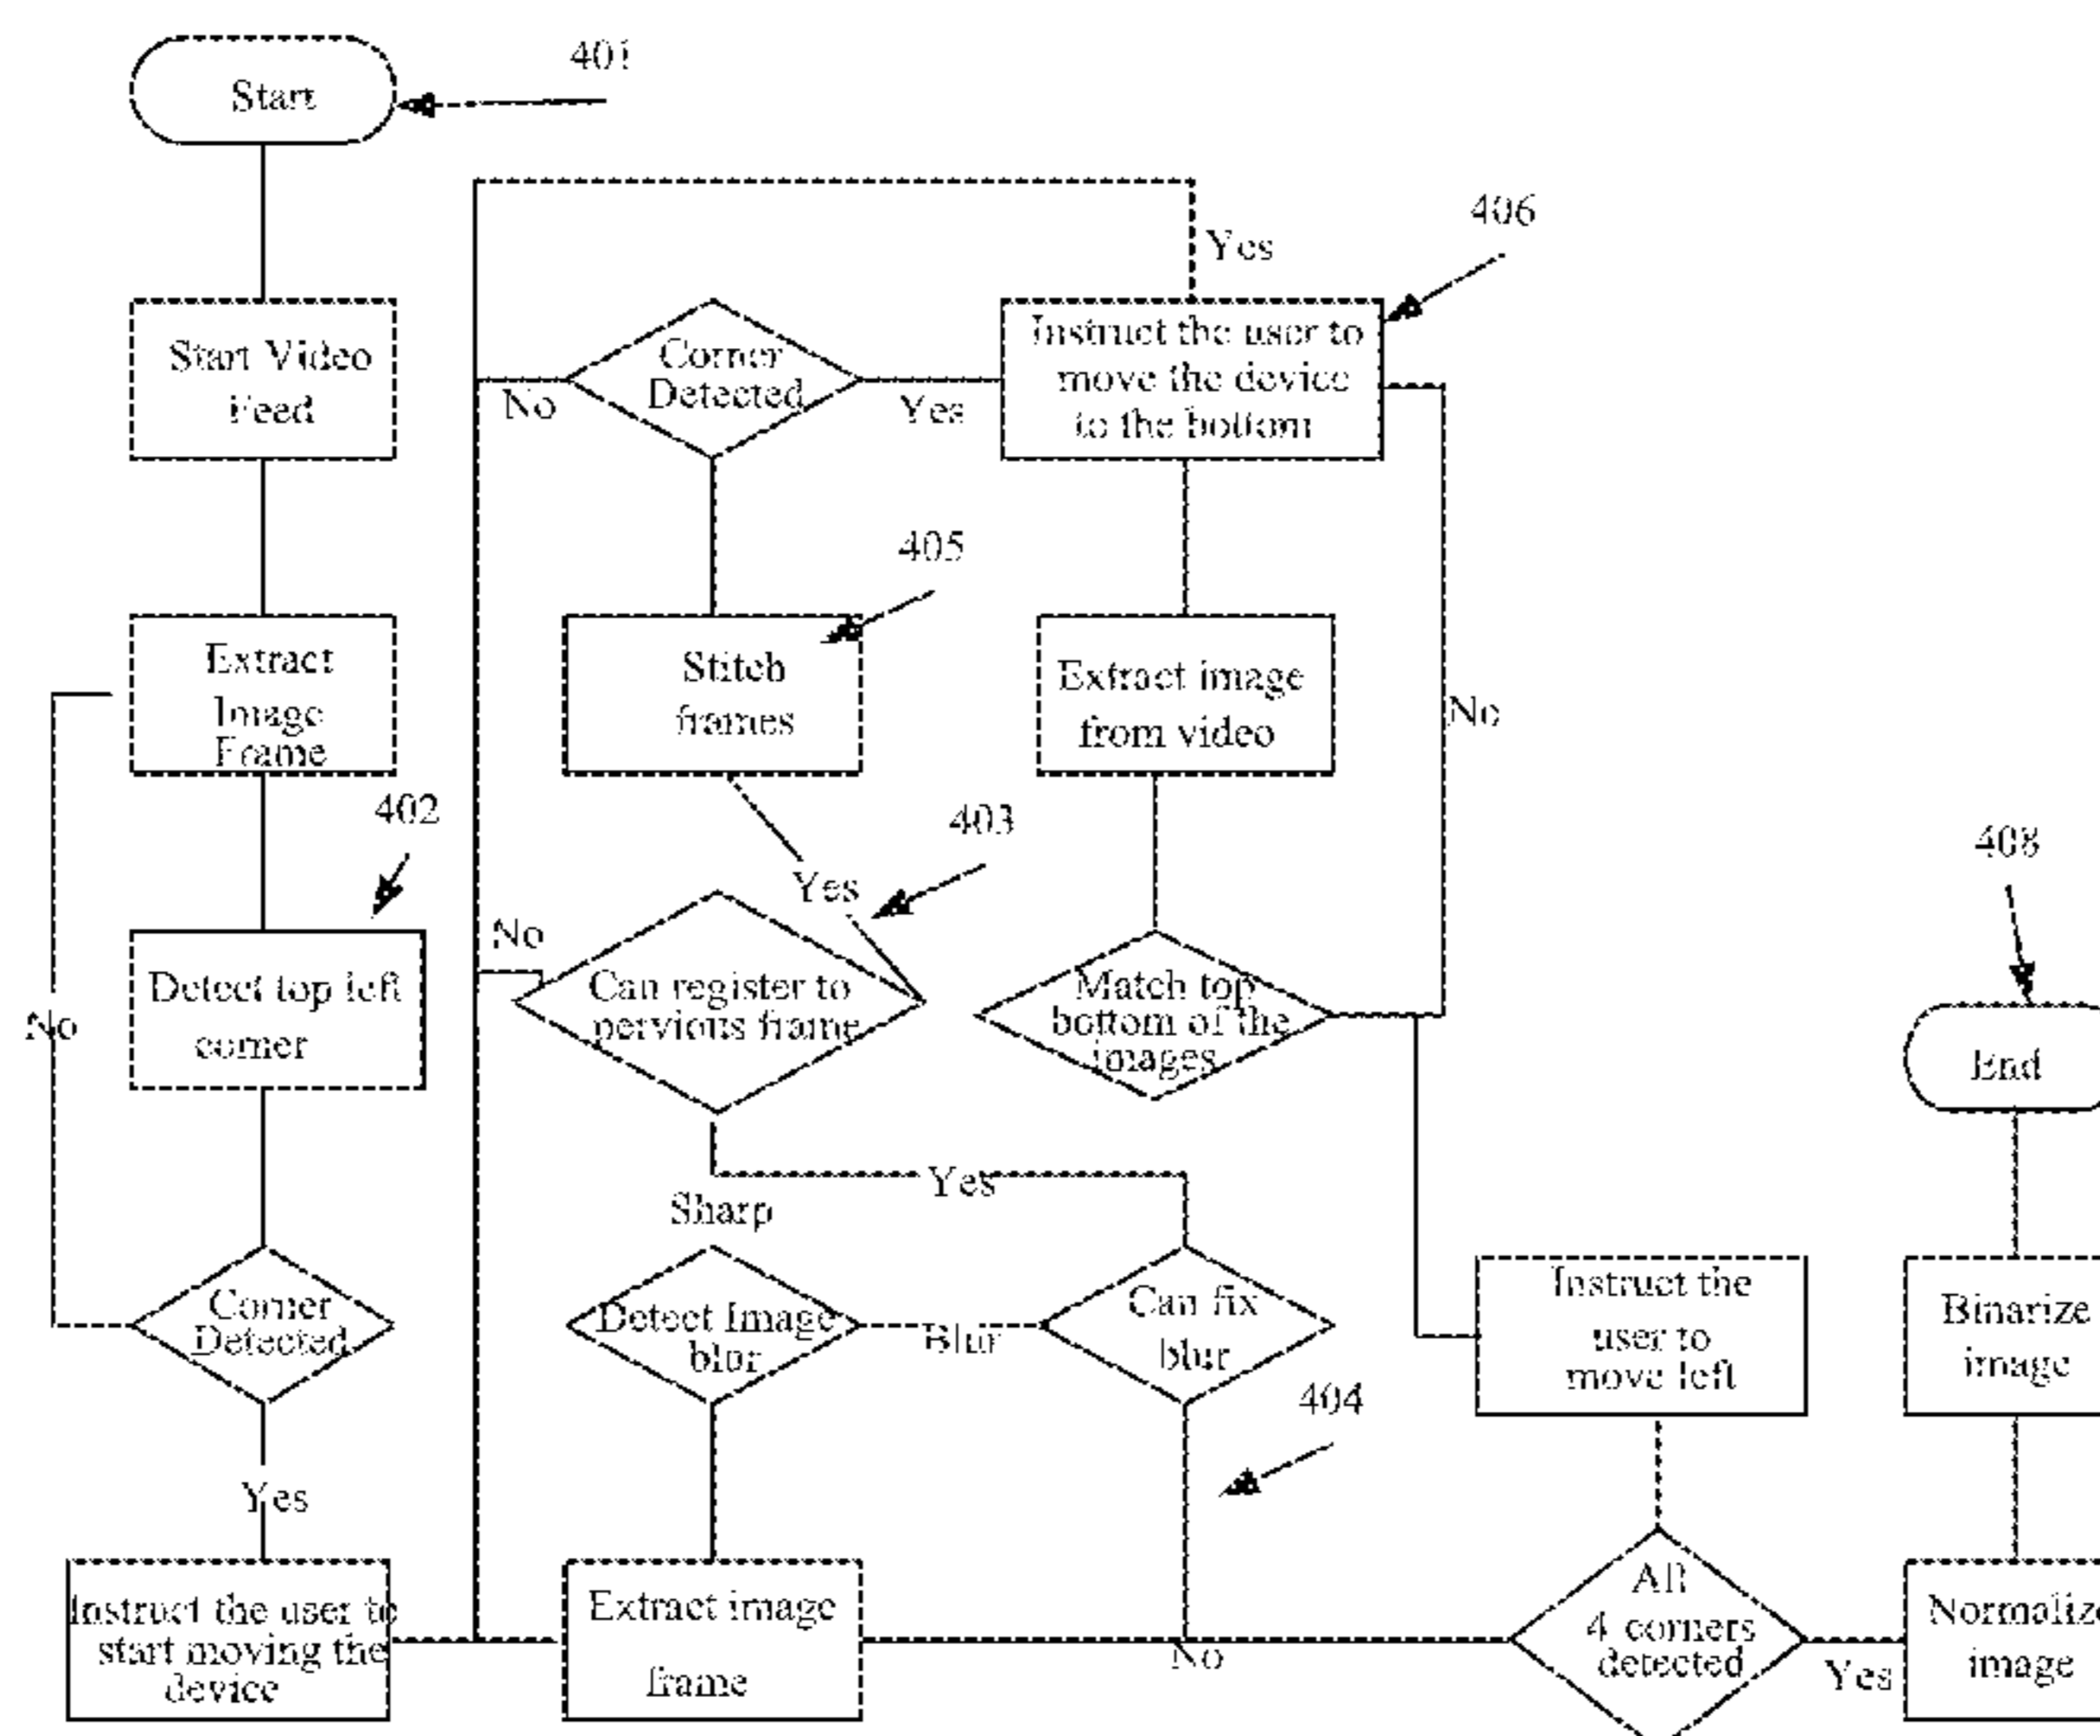 401
Start
406
Yes
Start Video
Feed
Corner
Detected
No
Yes
Instruct the user to
move the device
to the bottom
405
Extract
Image
Frame
Stitch
frames
Extract image
from video
No
402
403
Yes
408
Detect top left
corner
No
No
Can register to
pervious frame
Match top
bottom of the
images
End
Yes
Sharp
Corner
Detected
Detect Image
blur
Blur
Can fix
blur
Instruct the
user to
move left
Binarize
image
404
Yes
Instruct the user to
start moving the
device
Extract image
frame
No
All
4 corners
detected
Yes
Normalize
image